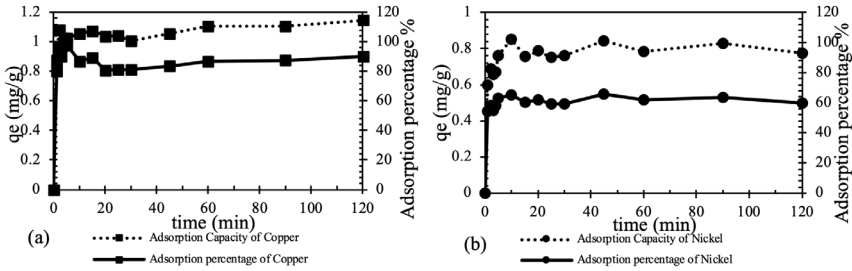 1.2
1
0.8
0.6
0.4
0.2
0
qe (mg/g)
120
100
80
60
40
20
0
Adsorption percentage %
0 20 40 60 80 100 120
time (min)
(a)
Adsorption Capacity of Copper
Adsorption percentage of Copper
1
0.8
0.6
0.4
0.2
0
qe (mg/g)
120
100
80
60
40
20
0
Adsorption percentage %
0 20 40 60 80 100 120
time (min)
(b)
Adsorption Capacity of Nickel
Adsorption percentage of Nickel